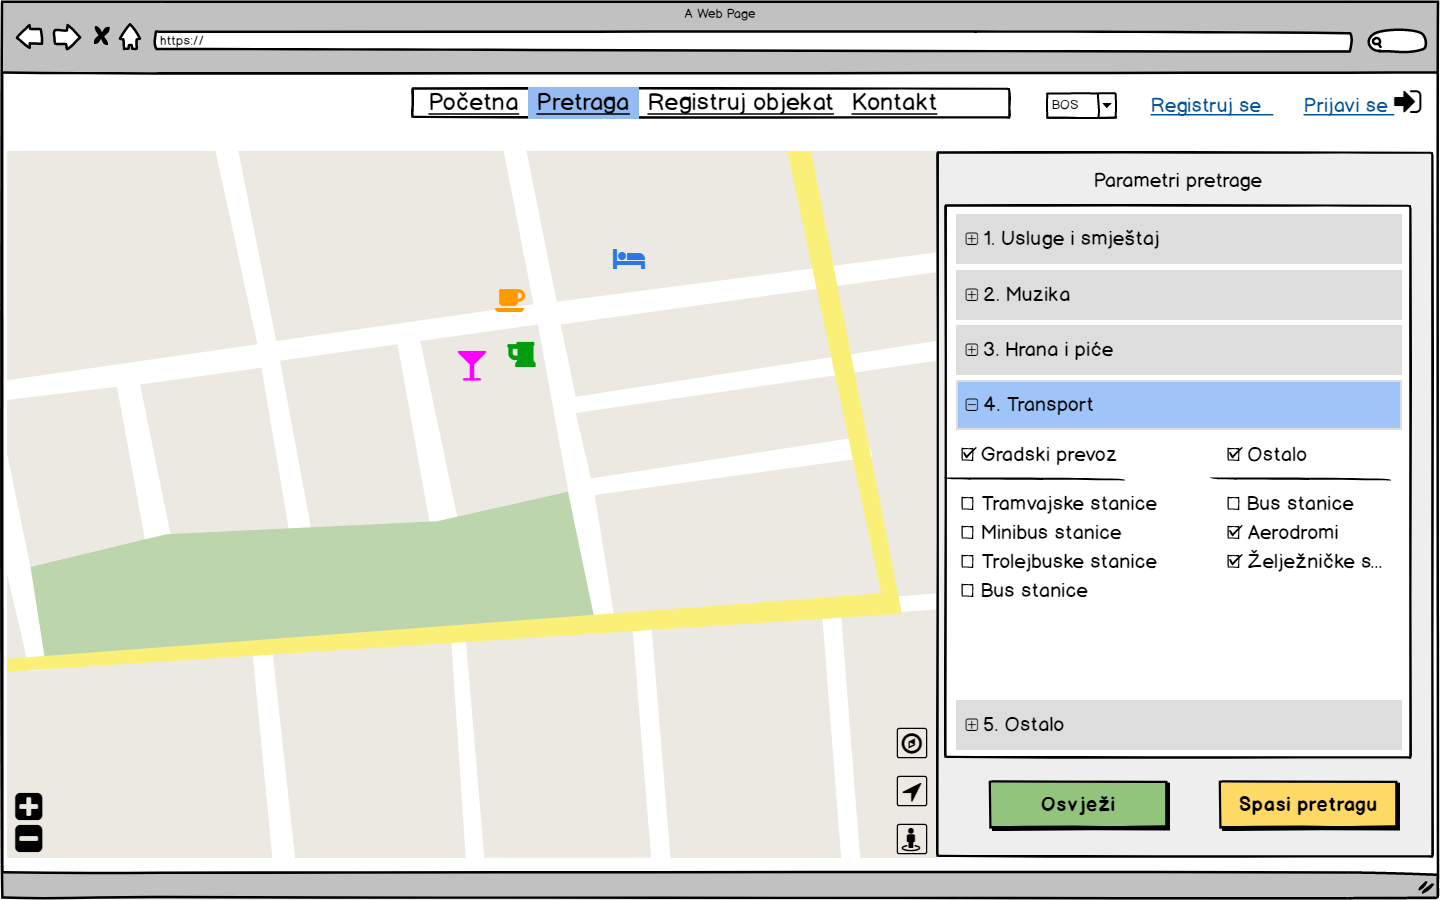 A Web Page
https://
Početna Pretraga Registruj objekat Kontakt
BOS
Registruj se
Prijavi se
Parametri pretrage
1. Usluge i smještaj
2. Muzika
3. Hrana i piće
4. Transport
Gradski prevoz
Ostalo
Tramvajske stanice
Bus stanice
Minibus stanice
Aerodromi
Trolejbuske stanice
Želježničke s...
Bus stanice
5. Ostalo
Osvježi
Spasi pretragu